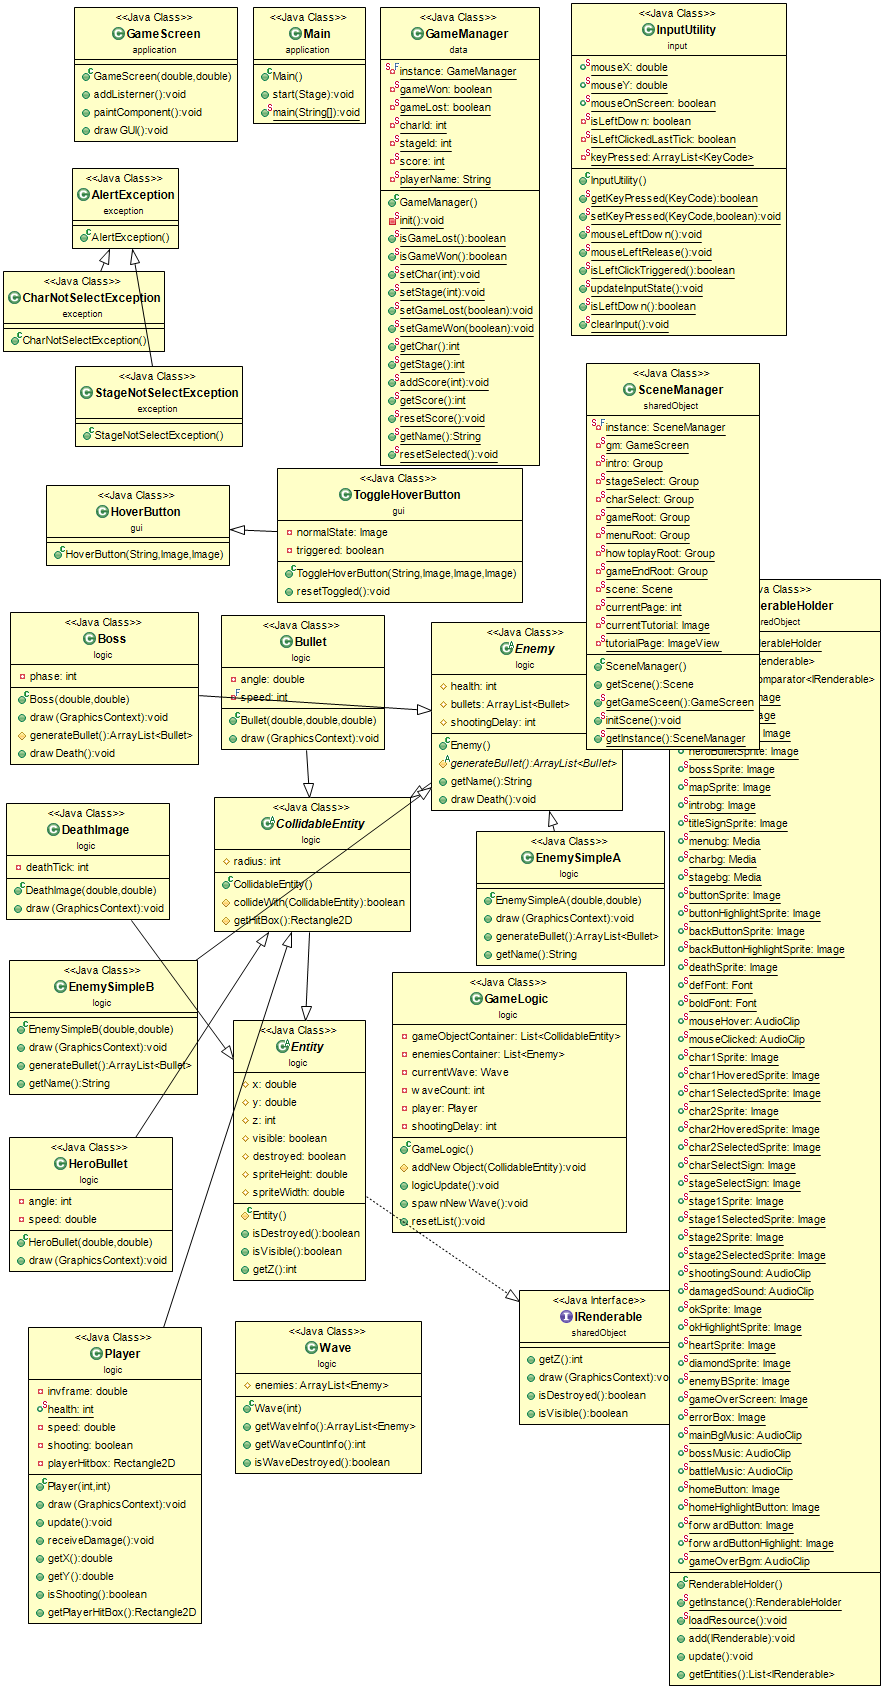 <<Java Class>>
GameScreen
application
GameScreen(double,double)
addListerner():void
paintComponent():void
draw GUI():void
<<Java Class>>
Main
application
Main()
start(Stage):void
main(String[]):void
<<Java Class>>
GameManager
data
instance: GameManager
gameWon: boolean
gameLost: boolean
charId: int
stageId: int
score: int
playerName: String
GameManager()
init():void
isGameLost():boolean
isGameWon():boolean
setChar(int):void
setStage(int):void
setGameLost(boolean):void
setGameWon(boolean):void
getChar():int
getStage():int
addScore(int):void
getScore():int
resetScore():void
getName():String
resetSelected():void
<<Java Class>>
InputUtility
input
mouseX: double
mouseY: double
mouseOnScreen: boolean
isLeftDown: boolean
isLeftClickedLastTick: boolean
keyPressed: ArrayList<KeyCode>
InputUtility()
getKeyPressed(KeyCode):boolean
setKeyPressed(KeyCode,boolean):void
mouseLeftDown():void
mouseLeftRelease():void
isLeftClickTriggered():boolean
updateInputState():void
isLeftDown():boolean
clearInput():void
<<Java Class>>
AlertException
exception
AlertException()
<<Java Class>>
CharNotSelectException
exception
CharNotSelectException()
<<Java Class>>
StageNotSelectException
exception
StageNotSelectException()
<<Java Class>>
SceneManager
sharedObject
instance: SceneManager
gm: GameScreen
intro: Group
stageSelect: Group
charSelect: Group
gameRoot: Group
menuRoot: Group
howtoplayRoot: Group
gameEndRoot: Group
scene: Scene
currentPage: int
currentTutorial: Image
tutorialPage: ImageView
SceneManager()
getScene():Scene
getGameSceen():GameScreen
initScene():void
getInstance():SceneManager
<<Java Class>>
HoverButton
gui
HoverButton(String,Image,Image)
<<Java Class>>
ToggleHoverButton
gui
normalState: Image
triggered: boolean
ToggleHoverButton(String,Image,Image,Image)
resetToggled():void
<<Java Class>>
Boss
logic
phase: int
Boss(double,double)
draw (GraphicsContext):void
generateBullet():ArrayList<Bullet>
draw Death():void
<<Java Class>>
Bullet
logic
angle: double
speed: int
Bullet(double,double,double)
draw (GraphicsContext):void
<<Java Class>>
Enemy
logic
health: int
bullets: ArrayList<Bullet>
shootingDelay: int
Enemy()
generateBullet():ArrayList<Bullet>
getName():String
draw Death():void
<<Java Class>>
DeathImage
logic
deathTick: int
DeathImage(double,double)
draw (GraphicsContext):void
<<Java Class>>
CollidableEntity
logic
radius: int
CollidableEntity()
collideWith(CollidableEntity):boolean
getHitBox():Rectangle2D
<<Java Class>>
EnemySimpleA
logic
EnemySimpleA(double,double)
draw (GraphicsContext):void
generateBullet():ArrayList<Bullet>
getName():String
<<Java Class>>
EnemySimpleB
logic
EnemySimpleB(double,double)
draw (GraphicsContext):void
generateBullet():ArrayList<Bullet>
getName():String
<<Java Class>>
Entity
logic
x: double
y: double
z: int
visible: boolean
destroyed: boolean
spriteHeight: double
spriteWidth: double
Entity()
isDestroyed():boolean
isVisible():boolean
getZ():int
<<Java Class>>
GameLogic
logic
gameObjectContainer: List<CollidableEntity>
enemiesContainer: List<Enemy>
currentWave: Wave
waveCount: int
player: Player
shootingDelay: int
GameLogic()
addNewObject(CollidableEntity):void
logicUpdate():void
spawnNewWave():void
resetList():void
<<Java Class>>
HeroBullet
logic
angle: int
speed: double
HeroBullet(double,double)
draw (GraphicsContext):void
<<Java Interface>>
IRenderable
sharedObject
getZ():int
draw (GraphicsContext):vo
isDestroyed():boolean
isVisible():boolean
<<Java Class>>
Player
logic
invframe: double
health: int
speed: double
shooting: boolean
playerHitbox: Rectangle2D
Player(int,int)
draw (GraphicsContext):void
update():void
receiveDamage():void
getX():double
getY():double
isShooting():boolean
getPlayerHitBox():Rectangle2D
<<Java Class>>
Wave
logic
enemies: ArrayList<Enemy>
Wave(int)
getWaveInfo():ArrayList<Enemy>
getWaveCountInfo():int
isWaveDestroyed():boolean
va Class>>
erableHolder
redObject
derableHolder
Renderable>
omparator<IRenderable>
mage
age
Image
heroBulletSprite: Image
bossSprite: Image
mapSprite: Image
introbg: Image
titleSignSprite: Image
menubg: Media
charbg: Media
stagebg: Media
buttonSprite: Image
buttonHighlightSprite: Image
backButtonSprite: Image
backButtonHighlightSprite: Image
deathSprite: Image
defFont: Font
boldFont: Font
mouseHover: AudioClip
mouseClicked: AudioClip
char1Sprite: Image
char1HoveredSprite: Image
char1SelectedSprite: Image
char2Sprite: Image
char2HoveredSprite: Image
char2SelectedSprite: Image
charSelectSign: Image
stageSelectSign: Image
stage1Sprite: Image
stage1SelectedSprite: Image
stage2Sprite: Image
stage2SelectedSprite: Image
shootingSound: AudioClip
damagedSound: AudioClip
okSprite: Image
okHighlightSprite: Image
heartSprite: Image
diamondSprite: Image
enemyBSprite: Image
gameOverScreen: Image
errorBox: Image
mainBgMusic: AudioClip
bossMusic: AudioClip
battleMusic: AudioClip
homeButton: Image
homeHighlightButton: Image
forwardButton: Image
forwardButtonHighlight: Image
gameOverBgm: AudioClip
RenderableHolder()
getInstance():RenderableHolder
loadResource():void
add(IRenderable):void
update():void
getEntities():List<IRenderable>